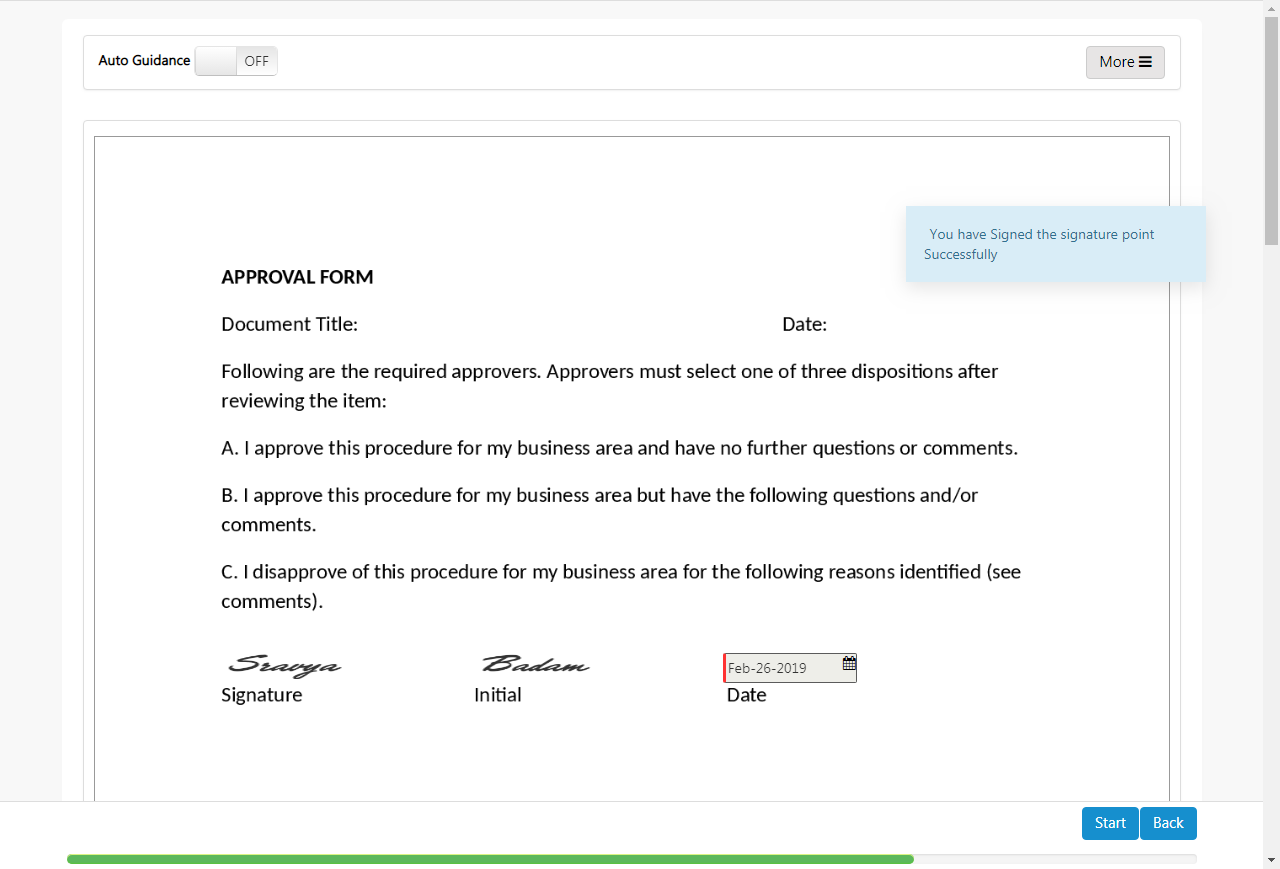 Auto Guidance OFF More
You have Signed the signature point
Successfully
APPROVAL FORM
Document Title: Date:
Following are the required approvers. Approvers must select one of three dispositions after
reviewing the item:
A. I approve this procedure for my business area and have no further questions or comments.
B. I approve this procedure for my business area but have the following questions and/or
comments.
C. I disapprove of this procedure for my business area for the following reasons identified (see
comments).
Sravya Badam Feb-26-2019
Signature Initial Date
Start Back